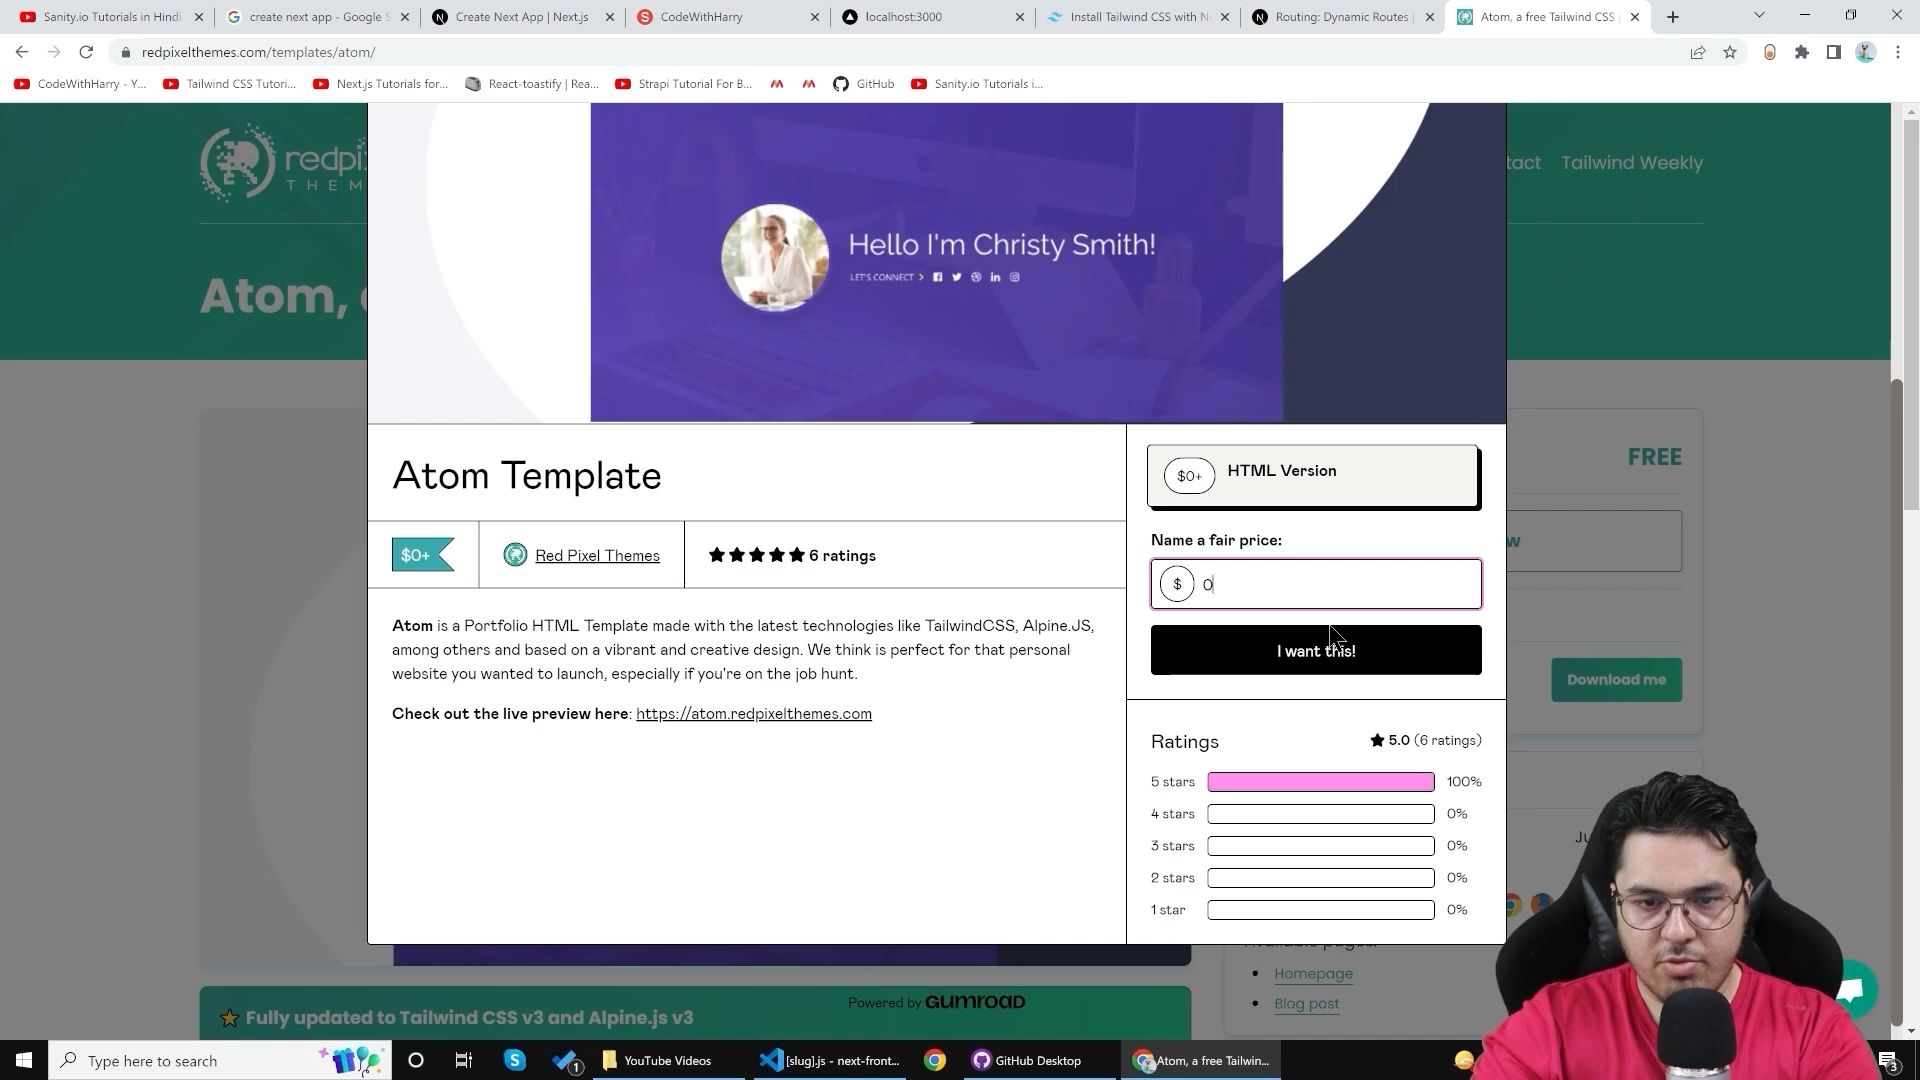 Sanity.io Tutorials in Hindi
create next app - Google S
Create Next App | Next.js
CodeWithHarry
localhost:3000
Install Tailwind CSS with N
Routing: Dynamic Routes |
Atom, a free Tailwind CSS
redpixelthemes.com/templates/atom/
CodeWithHarry - Y...
Tailwind CSS Tutori...
Next.js Tutorials for...
React-toastify | Rea...
Strapi Tutorial For B...
GitHub
Sanity.io Tutorials i...
redpix
THEM
tact
Tailwind Weekly
Atom,
Hello I'm Christy Smith!
LET'S CONNECT >
Atom Template
$0+
Red Pixel Themes
6 ratings
Atom is a Portfolio HTML Template made with the latest technologies like TailwindCSS, Alpine.JS,
among others and based on a vibrant and creative design. We think is perfect for that personal
website you wanted to launch, especially if you're on the job hunt.
Check out the live preview here: https://atom.redpixelthemes.com
$0+
HTML Version
Name a fair price:
$ 0
I want this!
Ratings
5.0 (6 ratings)
5 stars 100%
4 stars 0%
3 stars 0%
2 stars 0%
1 star 0%
FREE
w
Download me
Ju
Available pages:
Homepage
Blog post
Powered by GUMROAD
Fully updated to Tailwind CSS v3 and Alpine.js v3
Type here to search
1
YouTube Videos
[slug].js - next-front...
GitHub Desktop
Atom, a free Tailwin...
3